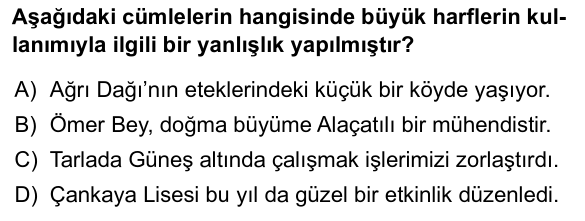 Aşağıdaki cümlelerin hangisinde büyük harflerin kul-
lanımıyla ilgili bir yanlışlık yapılmıştır?
A) Ağrı Dağı’nın eteklerindeki küçük bir köyde yaşıyor.
B) Ömer Bey, doğma büyüme Alaçatılı bir mühendistir.
C) Tarlada Güneş altında çalışmak işlerimizi zorlaştırdı.
D) Çankaya Lisesi bu yıl da güzel bir etkinlik düzenledi.